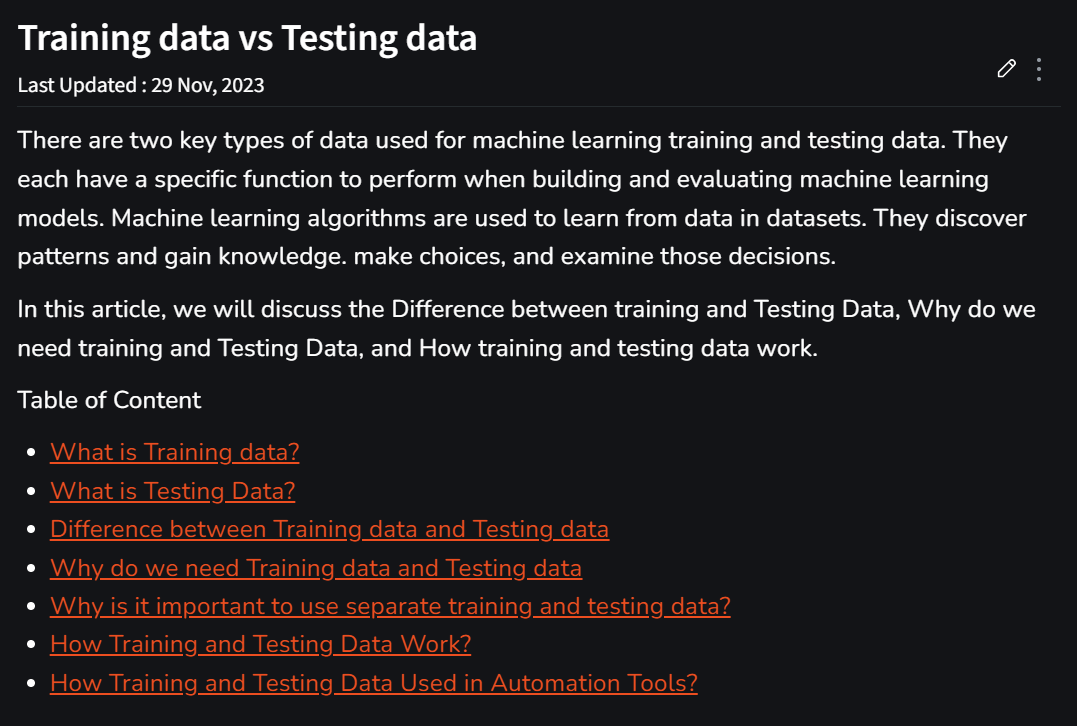 Training data vs Testing data
Last Updated : 29 Nov, 2023
There are two key types of data used for machine learning training and testing data. They
each have a specific function to perform when building and evaluating machine learning
models. Machine learning algorithms are used to learn from data in datasets. They discover
patterns and gain knowledge. make choices, and examine those decisions.
In this article, we will discuss the Difference between training and Testing Data, Why do we
need training and Testing Data, and How training and testing data work.
Table of Content
What is Training data?
What is Testing Data?
Difference between Training data and Testing data
Why do we need Training data and Testing data
Why is it important to use separate training and testing data?
How Training and Testing Data Work?
How Training and Testing Data Used in Automation Tools?